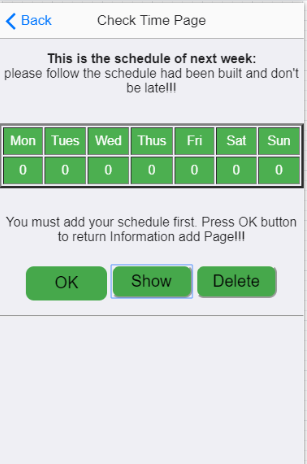 Back Check Time Page
This is the schedule of next week:
please follow the schedule had been built and don't
be late!!!
Mon Tues Wed Thus Fri Sat Sun
0 0 0 0 0 0 0
You must add your schedule first. Press OK button
to return Information add Page!!!
OK Show Delete